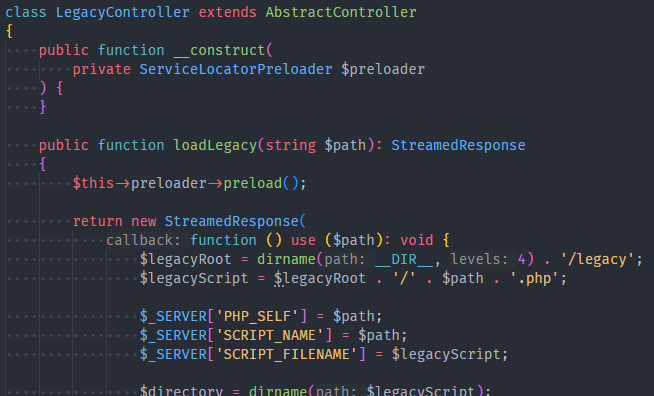 class LegacyController extends AbstractController
{
    public function __construct(
        private ServiceLocatorPreloader $preloader
    ) {
    }
    public function loadLegacy(string $path): StreamedResponse
    {
        $this->preloader->preload();
        return new StreamedResponse(
            callback: function () use ($path): void {
                $legacyRoot = dirname(path: __DIR__, levels: 4) . '/legacy';
                $legacyScript = $legacyRoot . '/' . $path . '.php';
                $_SERVER['PHP_SELF'] = $path;
                $_SERVER['SCRIPT_NAME'] = $path;
                $_SERVER['SCRIPT_FILENAME'] = $legacyScript;
                $directory = dirname(path: $legacyScript);